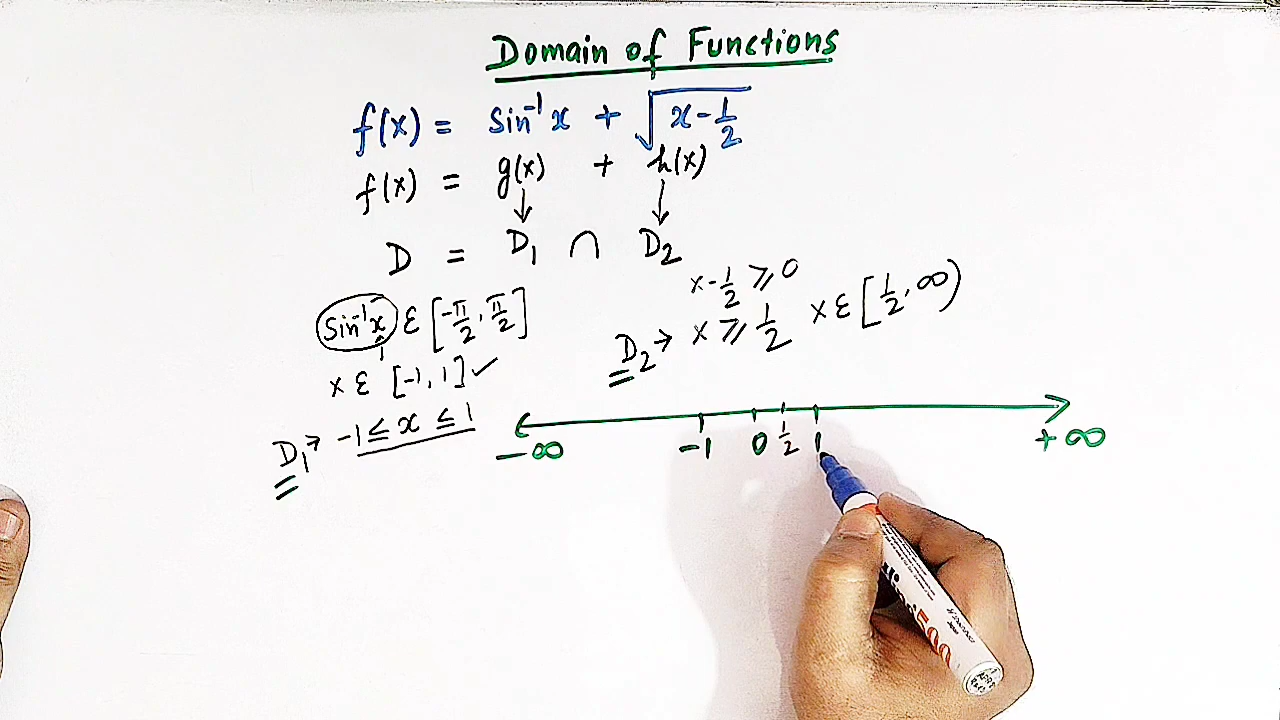 Domain of Functions
f(x) = Sin⁻¹x + √(x - 1/2)
f(x) = g(x) + h(x)
↓ ↓
D = D₁ ∩ D₂
Sin⁻¹x ε [-π/2, π/2]
x ε [-1, 1] ✓
D₁→ -1 ≤ x ≤ 1
x - 1/2 ≥ 0
D₂→ x ≥ 1/2 x ε [1/2, ∞)
-∞ -1 0 1/2 1 +∞
500